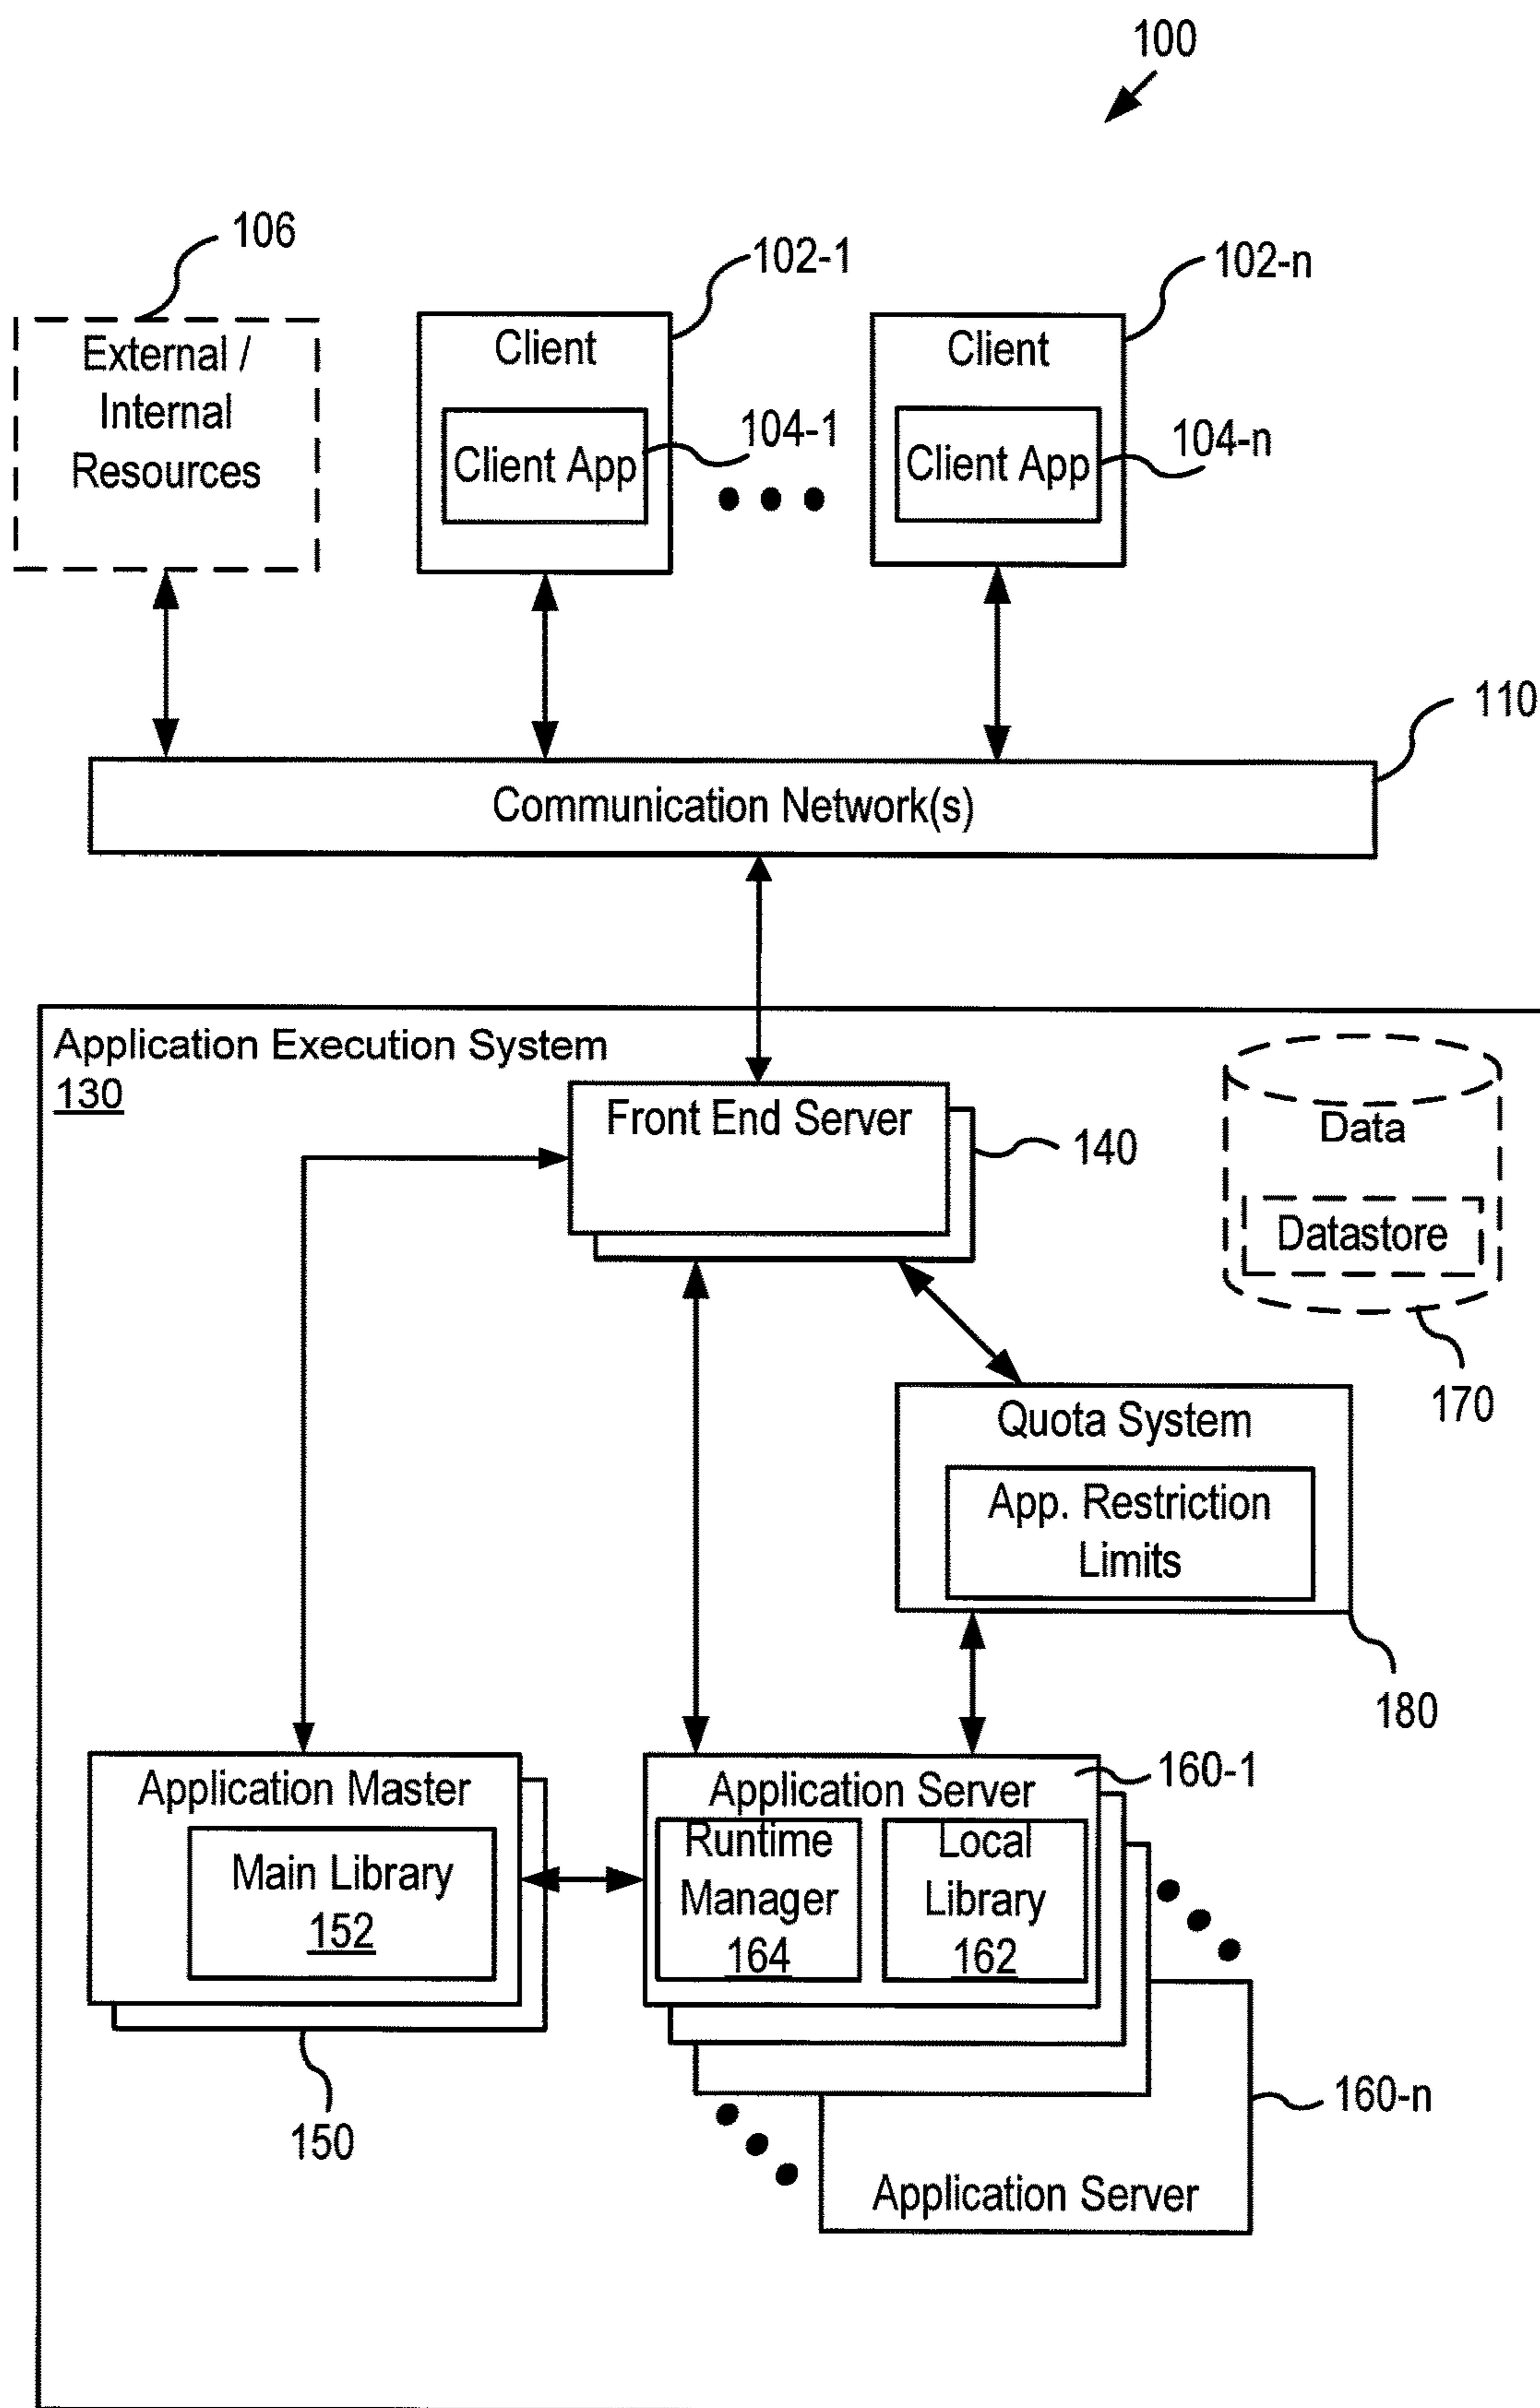 100
106
102-1
102-n
External /
Internal
Resources
Client
Client App
104-1
Client
Client App
104-n
110
Communication Network(s)
Application Execution System
130
Front End Server
140
Data
Datastore
170
Quota System
App. Restriction
Limits
180
Application Master
Main Library
152
150
Application Server
160-1
Runtime
Manager
164
Local
Library
162
160-n
Application Server